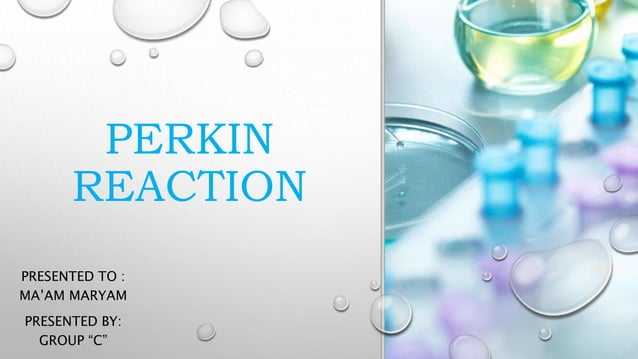 PERKIN
REACTION
PRESENTED TO :
MA'AM MARYAM
PRESENTED BY:
GROUP “C”